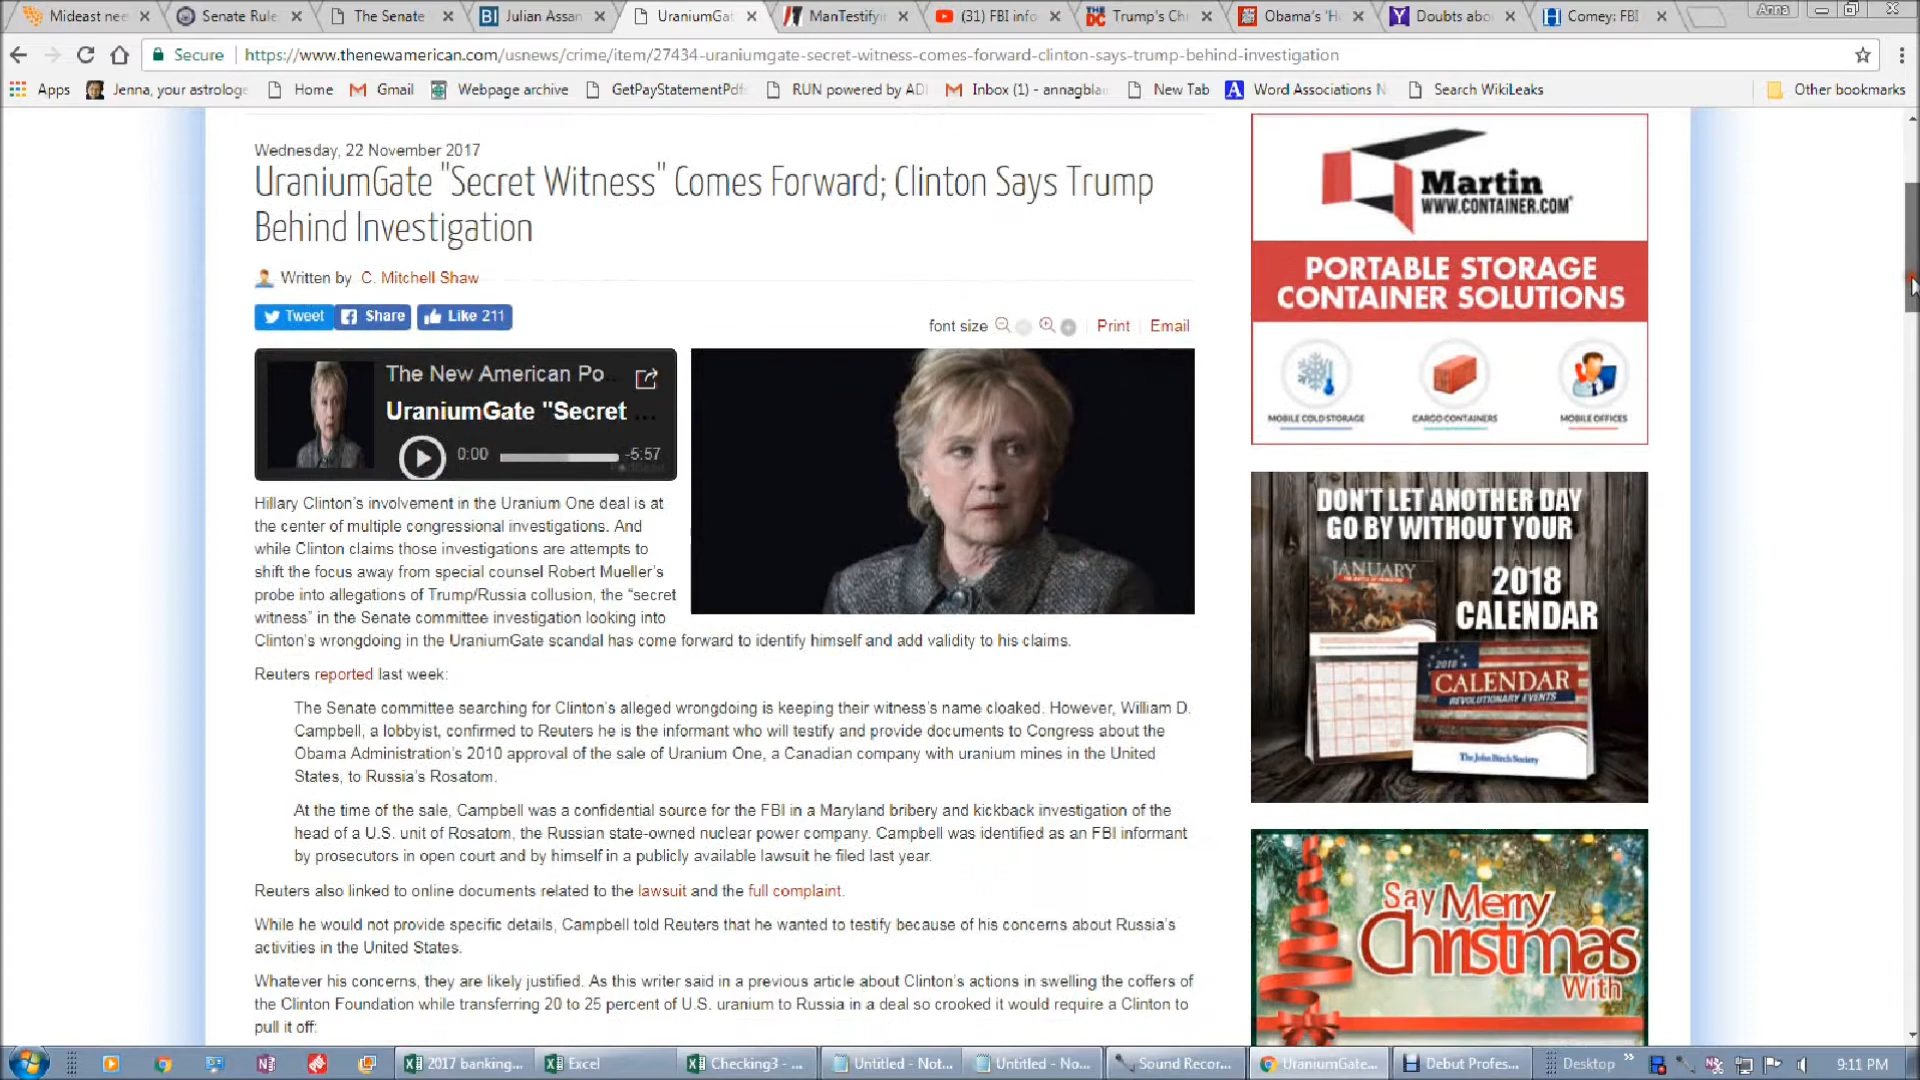 Mideast nee
Senate Rule
The Senate
Julian Assan
UraniumGat
ManTestifyin
(31) FBI info
Trump's Ch
Obama's 'H
Doubts abo
Comey: FBI
Anna
Secure
https://www.thenewamerican.com/usnews/crime/item/27434-uraniumgate-secret-witness-comes-forward-clinton-says-trump-behind-investigation
Apps
Jenna, your astrologe
Home
Gmail
Webpage archive
GetPayStatementPdf
RUN powered by AD
Inbox (1) - annagbla
New Tab
Word Associations N
Search WikiLeaks
Other bookmarks
Wednesday, 22 November 2017
UraniumGate "Secret Witness" Comes Forward; Clinton Says Trump
Behind Investigation
Written by C. Mitchell Shaw
Tweet
Share
Like 211
font size
Print
Email
The New American Po...
UraniumGate "Secret ...
0:00
-5:57
Hillary Clinton's involvement in the Uranium One deal is at
the center of multiple congressional investigations. And
while Clinton claims those investigations are attempts to
shift the focus away from special counsel Robert Mueller's
probe into allegations of Trump/Russia collusion, the "secret
witness" in the Senate committee investigation looking into
Clinton's wrongdoing in the UraniumGate scandal has come forward to identify himself and add validity to his claims.
Reuters reported last week:
The Senate committee searching for Clinton's alleged wrongdoing is keeping their witness's name cloaked. However, William D.
Campbell, a lobbyist, confirmed to Reuters he is the informant who will testify and provide documents to Congress about the
Obama Administration's 2010 approval of the sale of Uranium One, a Canadian company with uranium mines in the United
States, to Russia's Rosatom.
At the time of the sale, Campbell was a confidential source for the FBI in a Maryland bribery and kickback investigation of the
head of a U.S. unit of Rosatom, the Russian state-owned nuclear power company. Campbell was identified as an FBI informant
by prosecutors in open court and by himself in a publicly available lawsuit he filed last year.
Reuters also linked to online documents related to the lawsuit and the full complaint.
While he would not provide specific details, Campbell told Reuters that he wanted to testify because of his concerns about Russia's
activities in the United States.
Whatever his concerns, they are likely justified. As this writer said in a previous article about Clinton's actions in swelling the coffers of
the Clinton Foundation while transferring 20 to 25 percent of U.S. uranium to Russia in a deal so crooked it would require a Clinton to
pull it off:
Martin
WWW.CONTAINER.COM
PORTABLE STORAGE
CONTAINER SOLUTIONS
MOBILE COLD STORAGE
CARGO CONTAINERS
MOBILE OFFICES
DON'T LET ANOTHER DAY
GO BY WITHOUT YOUR
2018
CALENDAR
JANUARY
2018
CALENDAR
REVOLUTIONARY EVENTS
The John Birch Society
Say Merry
Christmas
With
2017 banking...
Excel
Checking3 - ...
Untitled - Not...
Untitled - No...
Sound Recor...
UraniumGate...
Debut Profes...
Desktop
9:11 PM